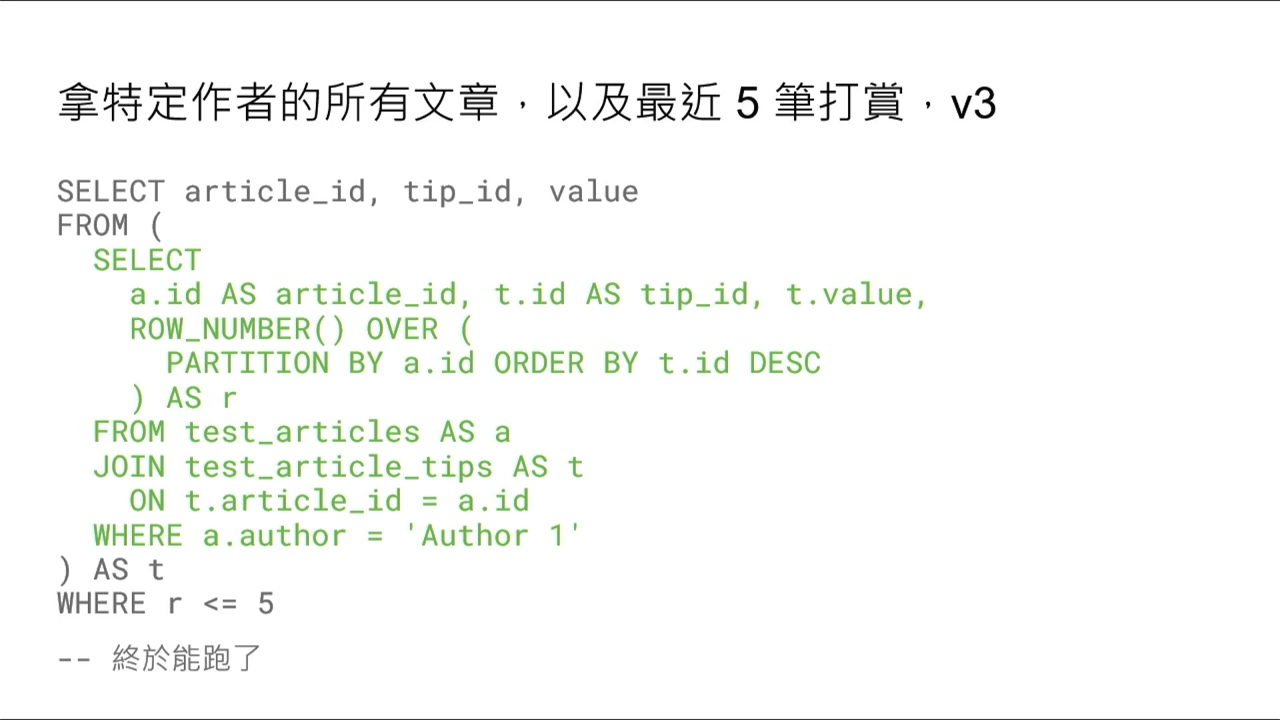 拿特定作者的所有文章，以及最近 5 筆打賞，v3
SELECT article_id, tip_id, value
FROM (
  SELECT
    a.id AS article_id, t.id AS tip_id, t.value,
    ROW_NUMBER() OVER (
      PARTITION BY a.id ORDER BY t.id DESC
    ) AS r
  FROM test_articles AS a
  JOIN test_article_tips AS t
    ON t.article_id = a.id
  WHERE a.author = 'Author 1'
) AS t
WHERE r <= 5
-- 終於能跑了